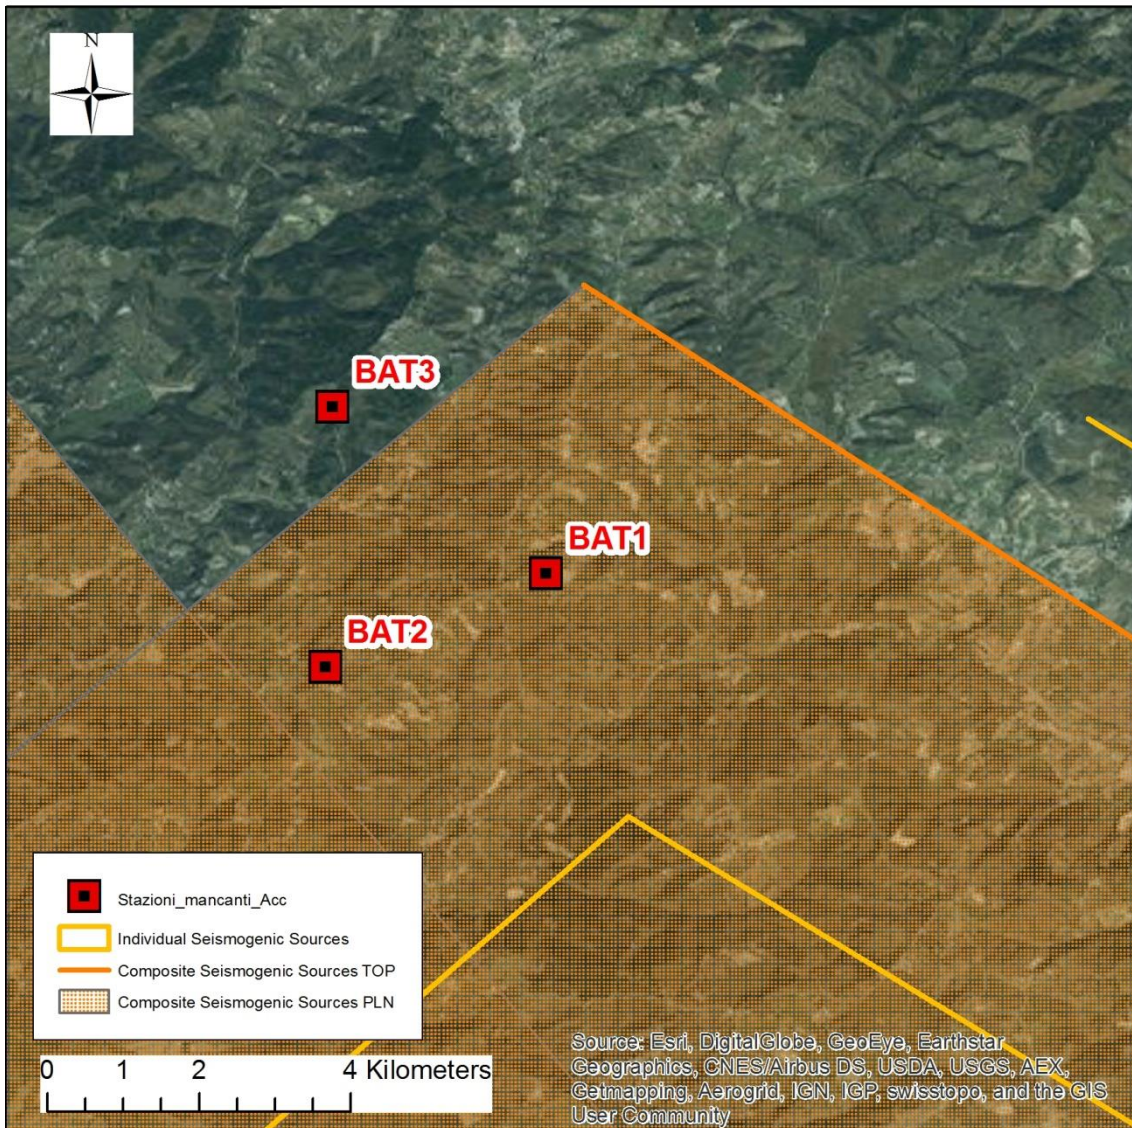 N
BAT3
BAT1
BAT2
Stazioni_mancanti_Acc
Individual Seismogenic Sources
Composite Seismogenic Sources TOP
Composite Seismogenic Sources PLN
0 1 2 4 Kilometers
Source: Esri, DigitalGlobe, GeoEye, Earthstar
Geographics, CNES/Airbus DS, USDA, USGS, AEX,
Getmapping, Aerogrid, IGN, IGP, swisstopo, and the GIS
User Community